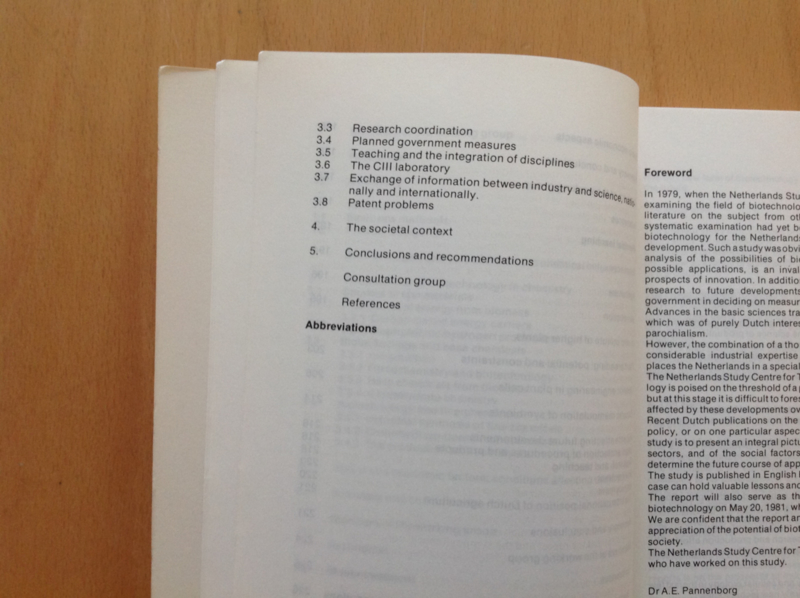 3.3 Research coordination
3.4 Planned government measures
3.5 Teaching and the integration of disciplines
3.6 The CIII laboratory
3.7 Exchange of information between industry and science, natio-
nally and internationally.
3.8 Patent problems
4. The societal context
5. Conclusions and recommendations
Consultation group
References
Abbreviations
Foreword
In 1979, when the Netherlands Stu
examining the field of biotechnolo
literature on the subject from oth
systematic examination had yet b
biotechnology for the Netherlands
development. Such a study was obvi
analysis of the possibilities of bi
possible applications, is an inval
prospects of innovation. In additio
research to future developments
government in deciding on measur
Advances in the basic sciences tra
which was of purely Dutch interes
parochialism.
However, the combination of a tho
considerable industrial expertise
places the Netherlands in a special
The Netherlands Study Centre for T
logy is poised on the threshold of a p
but at this stage it is difficult to fores
affected by these developments ov
Recent Dutch publications on the
policy, or on one particular aspec
study is to present an integral pictu
sectors, and of the social factors
determine the future course of app
The study is published in English
case can hold valuable lessons and
The report will also serve as th
biotechnology on May 20, 1981, wh
We are confident that the report an
appreciation of the potential of biot
society.
The Netherlands Study Centre for T
who have worked on this study.
Dr A.E. Pannenborg